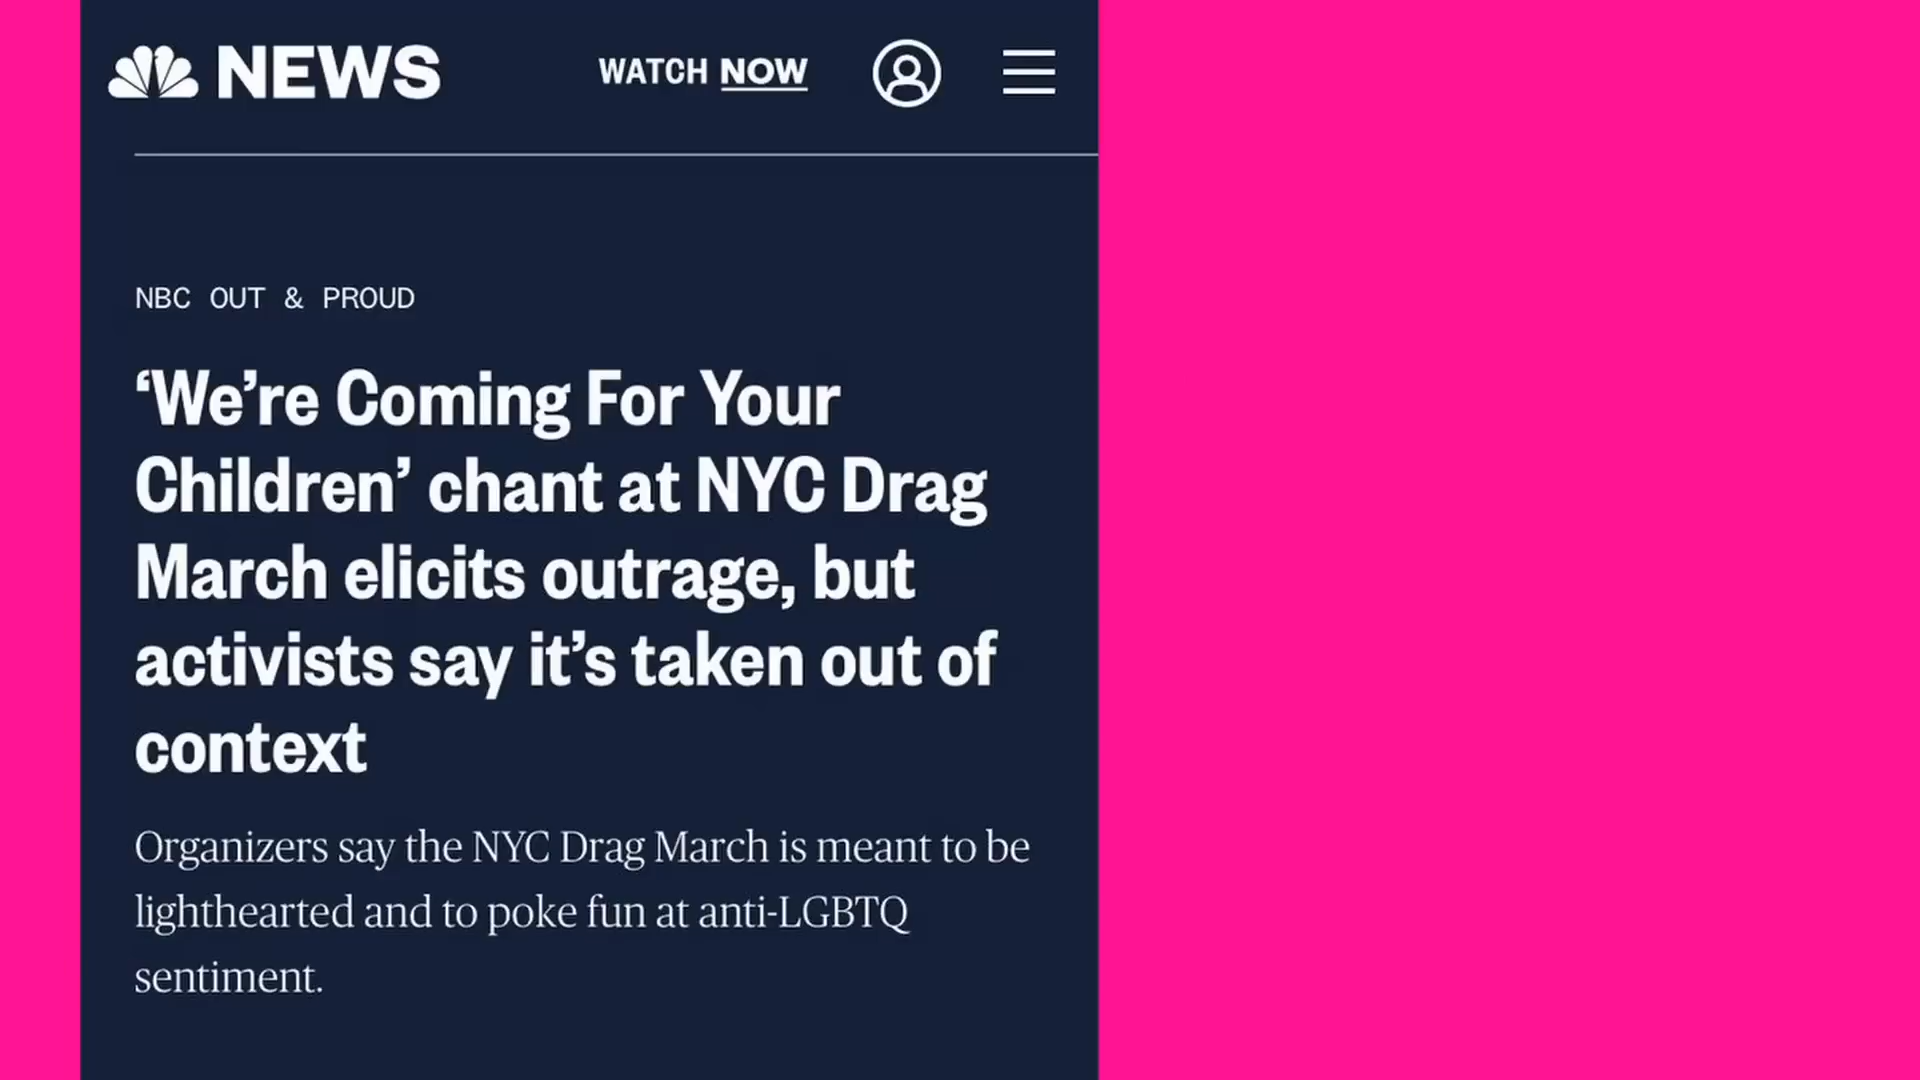 NEWS
WATCH NOW
NBC OUT & PROUD
‘We’re Coming For Your
Children’ chant at NYC Drag
March elicits outrage, but
activists say it’s taken out of
context
Organizers say the NYC Drag March is meant to be
lighthearted and to poke fun at anti-LGBTQ
sentiment.